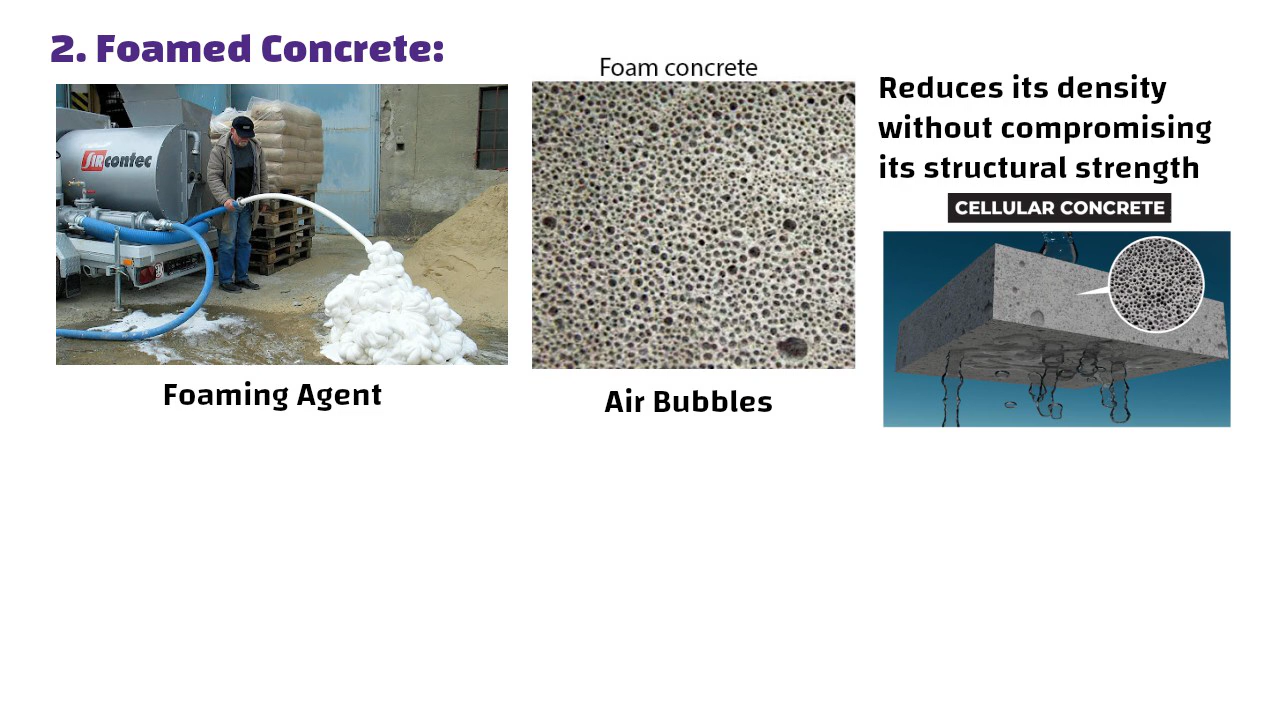 2. Foamed Concrete:
SIRcontec
Foaming Agent
Foam concrete
Air Bubbles
Reduces its density
without compromising
its structural strength
CELLULAR CONCRETE